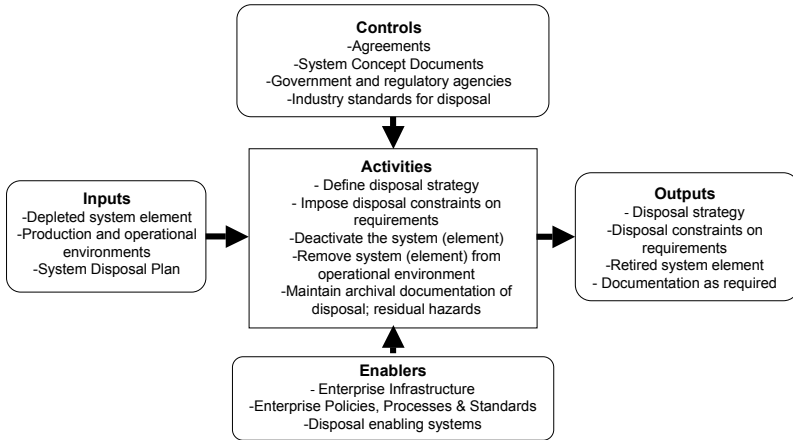 Controls
-Agreements
-System Concept Documents
-Government and regulatory agencies
-Industry standards for disposal
Inputs
-Depleted system element
-Production and operational
environments
-System Disposal Plan
Activities
- Define disposal strategy
- Impose disposal constraints on
requirements
-Deactivate the system (element)
-Remove system (element) from
operational environment
-Maintain archival documentation of
disposal; residual hazards
Outputs
- Disposal strategy
-Disposal constraints on
requirements
-Retired system element
- Documentation as required
Enablers
- Enterprise Infrastructure
-Enterprise Policies, Processes & Standards
-Disposal enabling systems